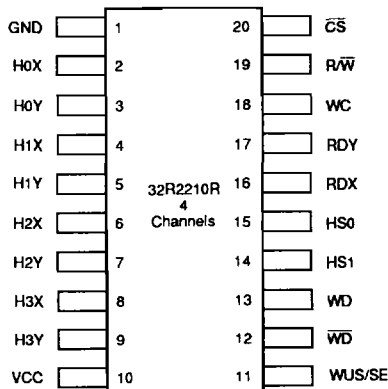 GND 1 20 C̅S̅
H0X 2 19 R/W̅
H0Y 3 18 WC
H1X 4 17 RDY
H1Y 5 16 RDX
32R2210R
4
Channels
H2X 6 15 HS0
H2Y 7 14 HS1
H3X 8 13 WD
H3Y 9 12 W̅D̅
VCC 10 11 WUS/SE